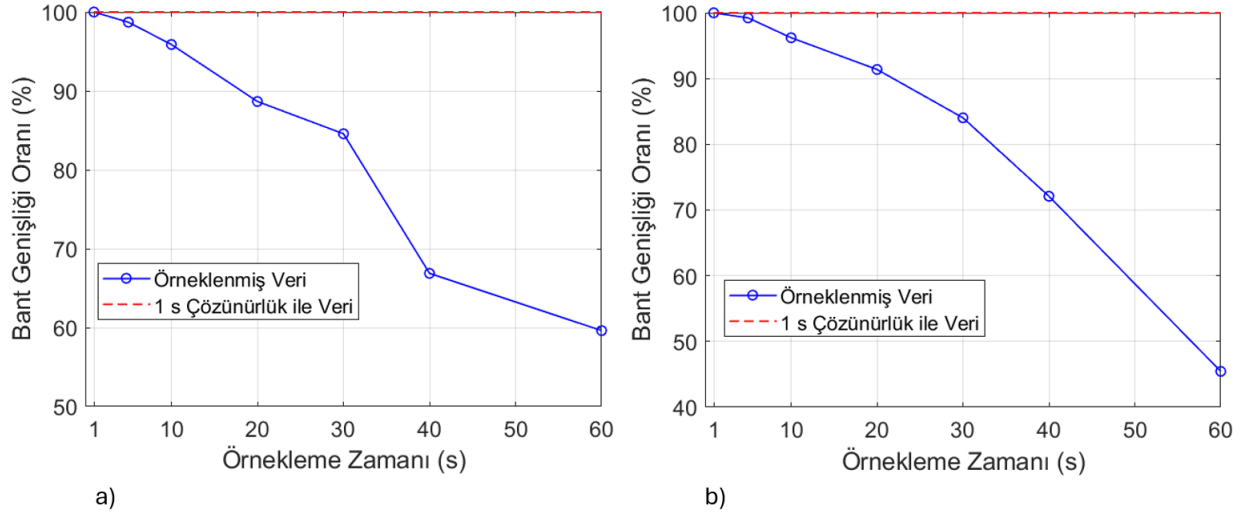 100
90
80
70
60
50
Bant Genişliği Oranı (%)
Örneklenmiş Veri
1 s Çözünürlük ile Veri
1 10 20 30 40 50 60
Örnekleme Zamanı (s)
a)
100
90
80
70
60
50
40
Bant Genişliği Oranı (%)
Örneklenmiş Veri
1 s Çözünürlük ile Veri
1 10 20 30 40 50 60
Örnekleme Zamanı (s)
b)